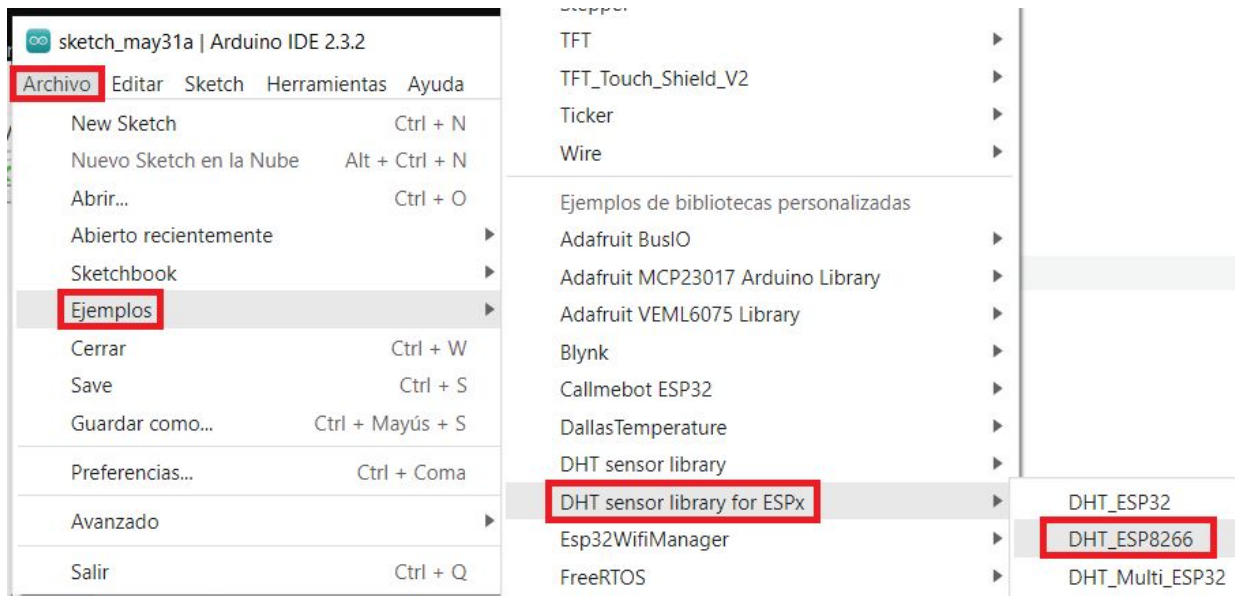 sketch_may31a | Arduino IDE 2.3.2
Archivo Editar Sketch Herramientas Ayuda
New Sketch Ctrl + N
Nuevo Sketch en la Nube Alt + Ctrl + N
Abrir... Ctrl + O
Abierto recientemente
Sketchbook
Ejemplos
Cerrar Ctrl + W
Save Ctrl + S
Guardar como... Ctrl + Mayús + S
Preferencias... Ctrl + Coma
Avanzado
Salir Ctrl + Q
TFT
TFT_Touch_Shield_V2
Ticker
Wire
Ejemplos de bibliotecas personalizadas
Adafruit BusIO
Adafruit MCP23017 Arduino Library
Adafruit VEML6075 Library
Blynk
Callmebot ESP32
DallasTemperature
DHT sensor library
DHT sensor library for ESPx
Esp32WifiManager
FreeRTOS
DHT_ESP32
DHT_ESP8266
DHT_Multi_ESP32